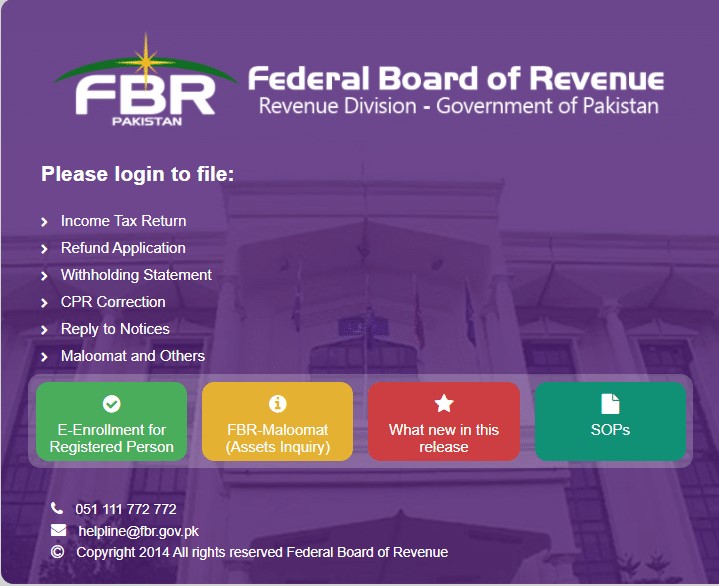 FBR
PAKISTAN
Federal Board of Revenue
Revenue Division - Government of Pakistan
Please login to file:
Income Tax Return
Refund Application
Withholding Statement
CPR Correction
Reply to Notices
Maloomat and Others
E-Enrollment for
Registered Person
FBR-Maloomat
(Assets Inquiry)
What new in this
release
SOPs
051 111 772 772
helpline@fbr.gov.pk
© Copyright 2014 All rights reserved Federal Board of Revenue